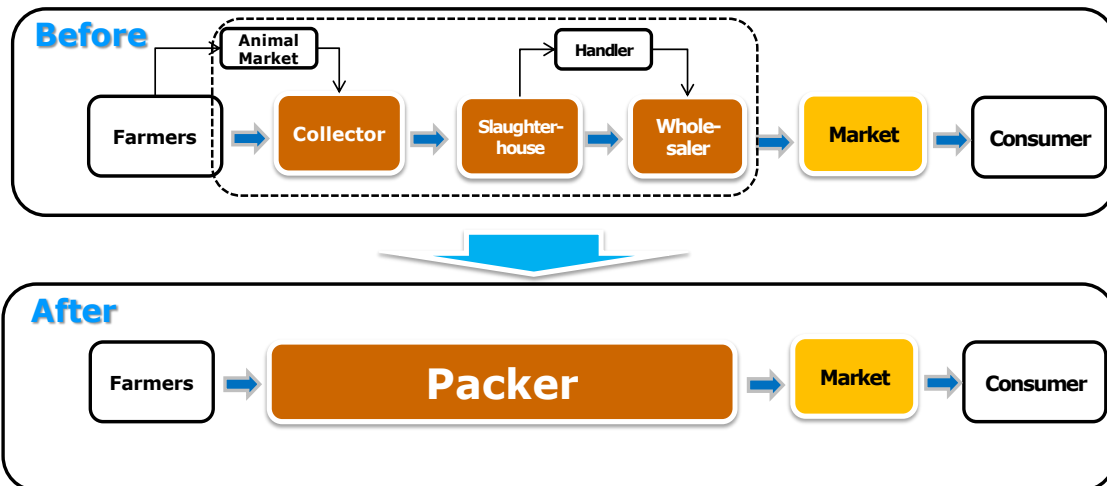 Before
Animal
Market
Handler
Farmers
Collector
Slaughter-
house
Whole-
saler
Market
Consumer
After
Farmers
Packer
Market
Consumer